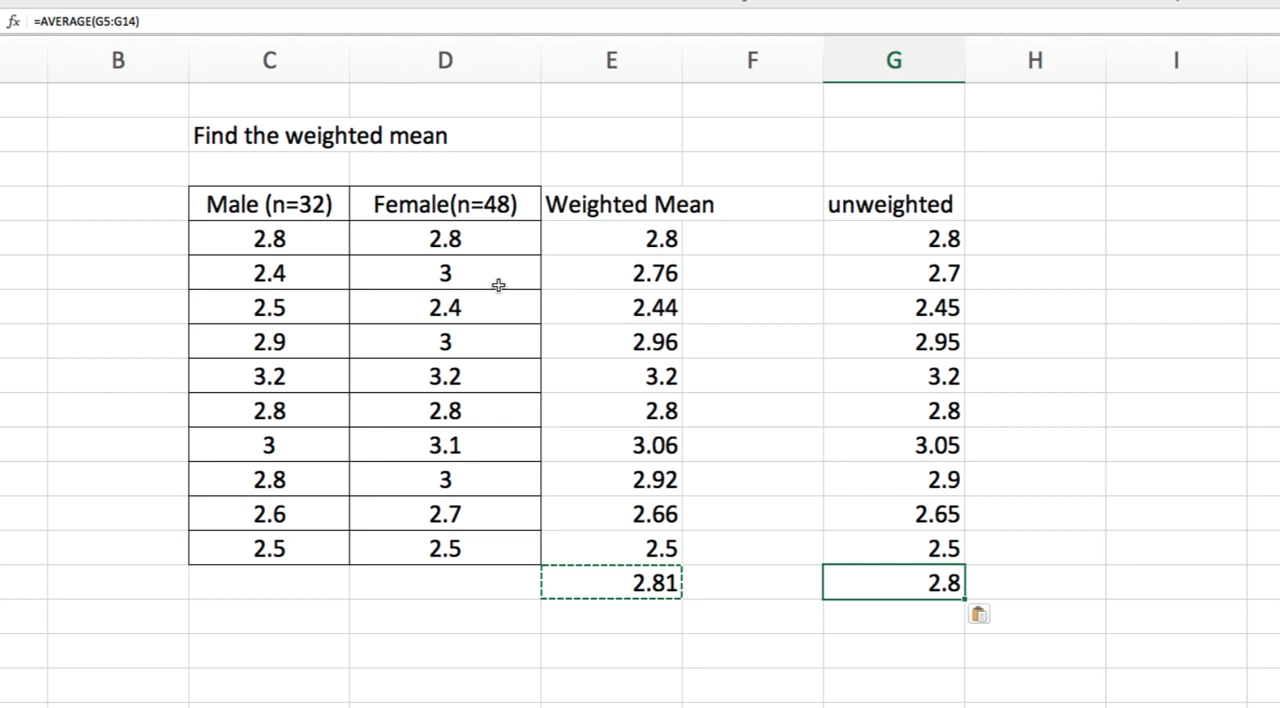 fx =AVERAGE(G5:G14)
B C D E F G H I
Find the weighted mean
Male (n=32) Female(n=48) Weighted Mean unweighted
2.8 2.8 2.8 2.8
2.4 3 2.76 2.7
2.5 2.4 2.44 2.45
2.9 3 2.96 2.95
3.2 3.2 3.2 3.2
2.8 2.8 2.8 2.8
3 3.1 3.06 3.05
2.8 3 2.92 2.9
2.6 2.7 2.66 2.65
2.5 2.5 2.5 2.5
2.81 2.8